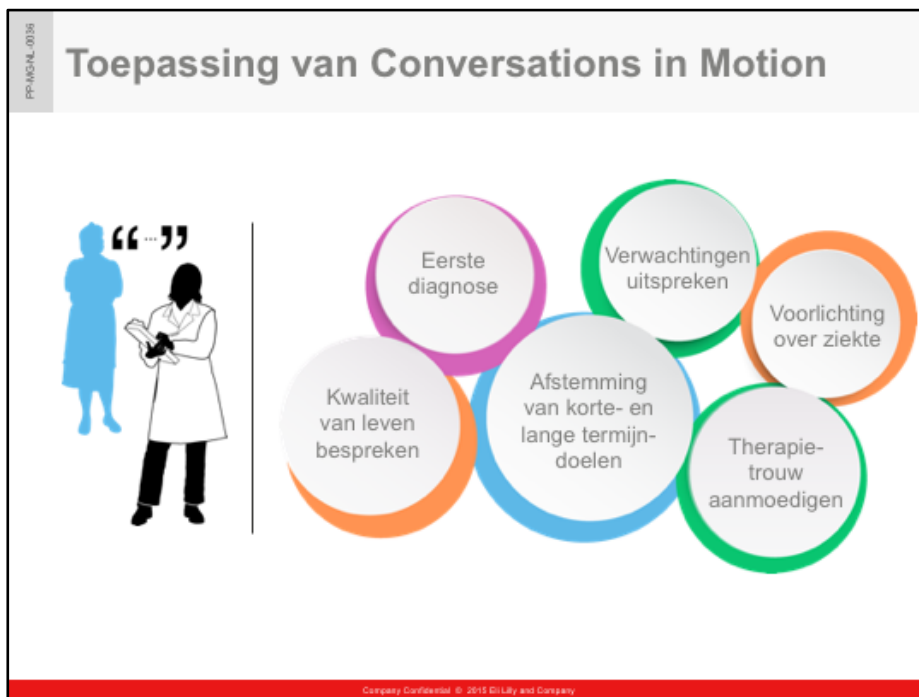 PP-MG-NL-0036
Toepassing van Conversations in Motion
“ ... ”
Eerste
diagnose
Verwachtingen
uitspreken
Voorlichting
over ziekte
Kwaliteit
van leven
bespreken
Afstemming
van korte- en
lange termijn-
doelen
Therapie-
trouw
aanmoedigen
Company Confidential © 2015 Eli Lilly and Company